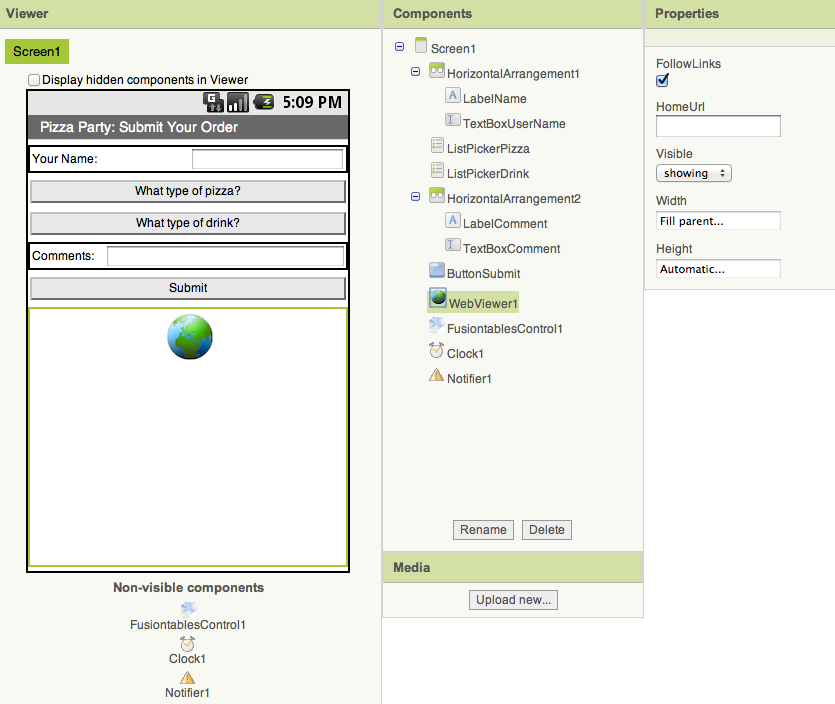 Viewer
Screen1
Display hidden components in Viewer
5:09 PM
Pizza Party: Submit Your Order
Your Name:
What type of pizza?
What type of drink?
Comments:
Submit
Non-visible components
FusiontablesControl1
Clock1
Notifier1
Components
Screen1
HorizontalArrangement1
A LabelName
TextBoxUserName
ListPickerPizza
ListPickerDrink
HorizontalArrangement2
A LabelComment
TextBoxComment
ButtonSubmit
WebViewer1
FusiontablesControl1
Clock1
Notifier1
Rename Delete
Media
Upload new...
Properties
FollowLinks
HomeUrl
Visible
showing
Width
Fill parent...
Height
Automatic...